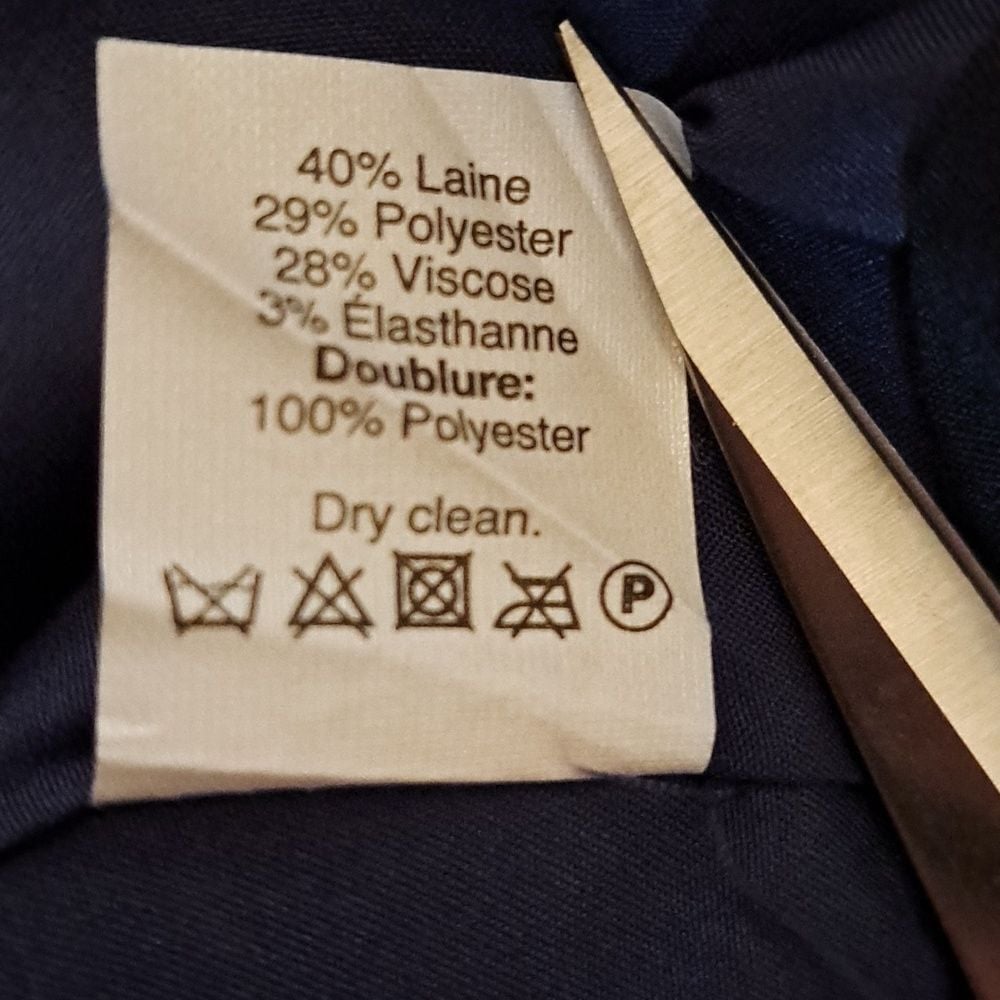 40% Laine
29% Polyester
28% Viscose
3% Élasthanne
Doublure:
100% Polyester
Dry clean.
P